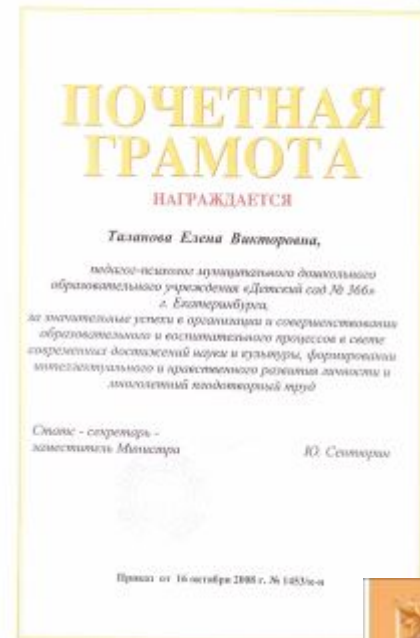 ПОЧЕТНАЯ
ГРАМОТА
НАГРАЖДАЕТСЯ
Талапова Елена Викторовна,
педагог-психолог муниципального дошкольного
образовательного учреждения «Детский сад № 366»
г. Екатеринбурга,
за значительные успехи в организации и совершенствовании
образовательного и воспитательного процессов в свете
современных достижений науки и культуры, формировании
интеллектуального и нравственного развития личности и
многолетний плодотворный труд
Статс - секретарь -
заместитель Министра
Ю. Сентюрин
Приказ от 16 октября 2008 г. № 1453/к-н